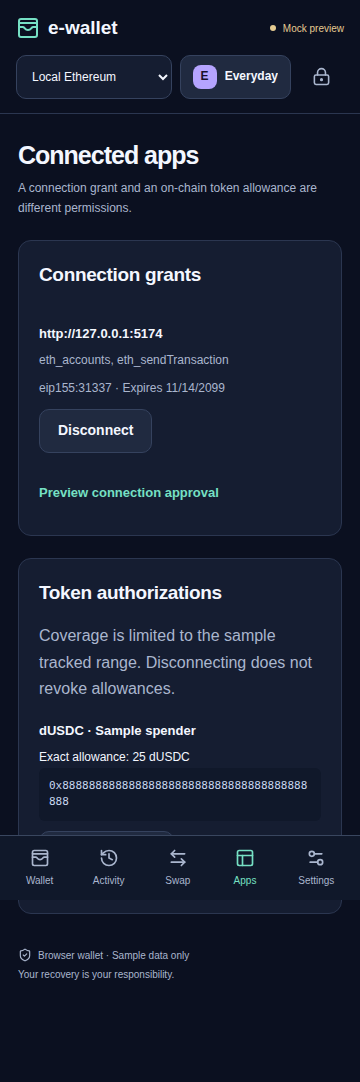 e-wallet
Mock preview
Local Ethereum
E
Everyday
Connected apps
A connection grant and an on-chain token allowance are
different permissions.
Connection grants
http://127.0.0.1:5174
eth_accounts, eth_sendTransaction
eip155:31337 · Expires 11/14/2099
Disconnect
Preview connection approval
Token authorizations
Coverage is limited to the sample
tracked range. Disconnecting does not
revoke allowances.
dUSDC · Sample spender
Exact allowance: 25 dUSDC
0x8888888888888888888888888888888888888
888
Wallet
Activity
Swap
Apps
Settings
Browser wallet · Sample data only
Your recovery is your responsibility.